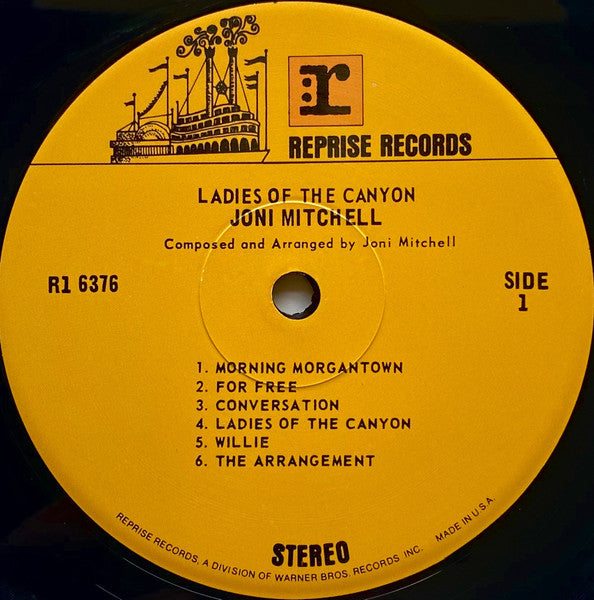 r
REPRISE RECORDS
LADIES OF THE CANYON
JONI MITCHELL
Composed and Arranged by Joni Mitchell
R1 6376
SIDE
1
1. MORNING MORGANTOWN
2. FOR FREE
3. CONVERSATION
4. LADIES OF THE CANYON
5. WILLIE
6. THE ARRANGEMENT
STEREO
REPRISE RECORDS, A DIVISION OF WARNER BROS. RECORDS INC. MADE IN U.S.A.